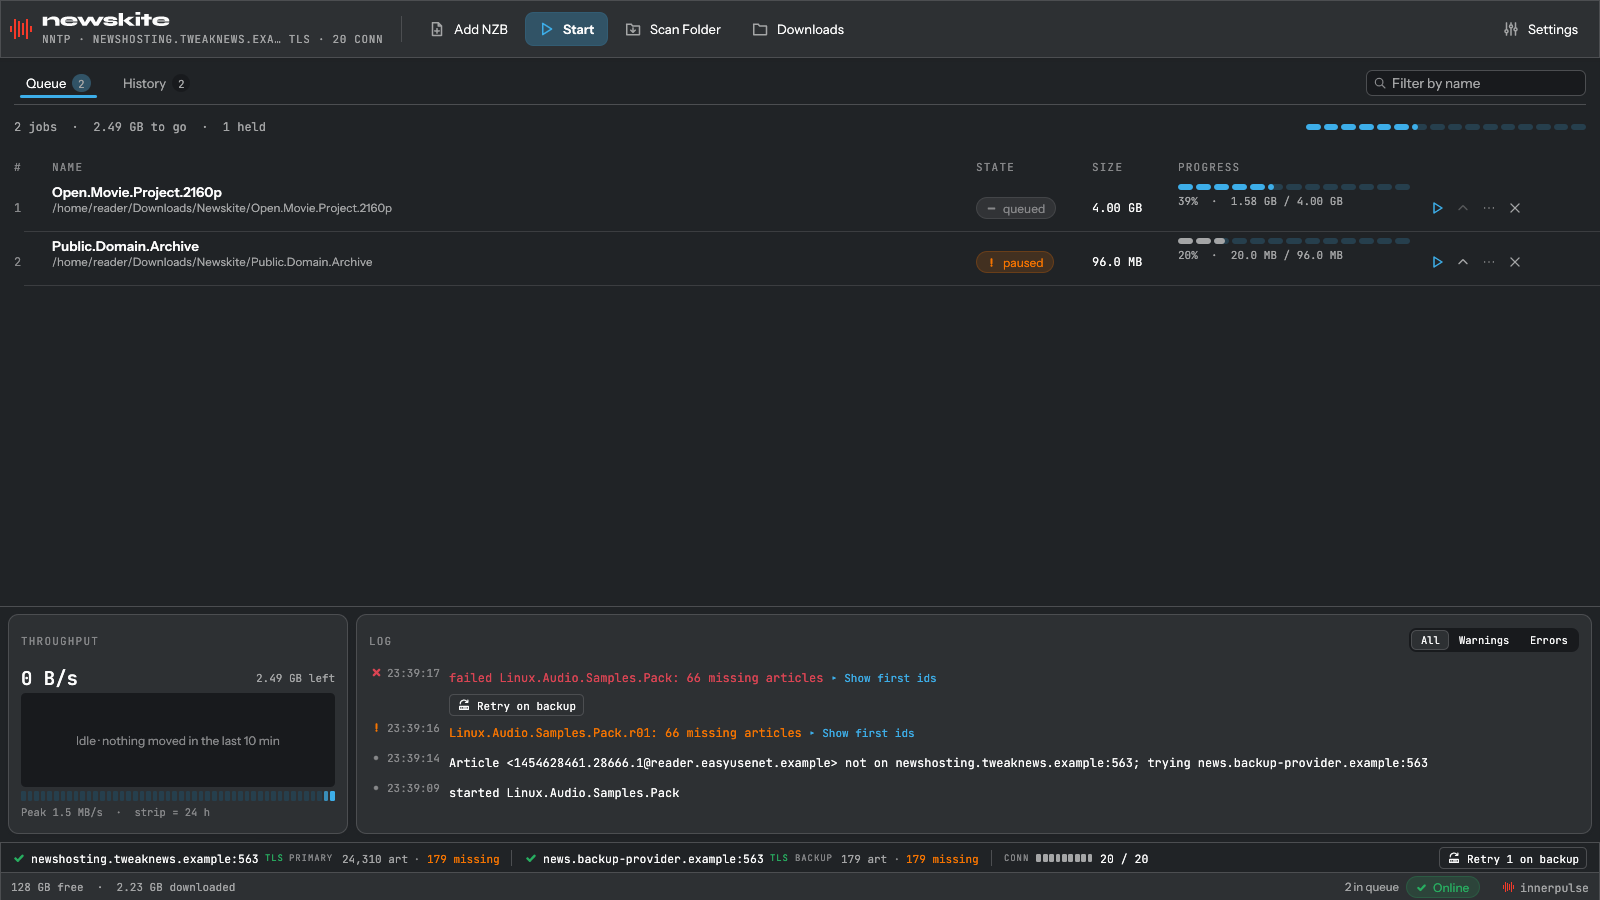 newskite
NNTP · NEWSHOSTING.TWEAKNEWS.EXA… TLS · 20 CONN
Add NZB
Start
Scan Folder
Downloads
Settings
Queue 2
History 2
Filter by name
2 jobs · 2.49 GB to go · 1 held
# NAME STATE SIZE PROGRESS
Open.Movie.Project.2160p
1 /home/reader/Downloads/Newskite/Open.Movie.Project.2160p queued 4.00 GB
39% · 1.58 GB / 4.00 GB
Public.Domain.Archive
2 /home/reader/Downloads/Newskite/Public.Domain.Archive paused 96.0 MB
20% · 20.0 MB / 96.0 MB
THROUGHPUT
0 B/s 2.49 GB left
Idle · nothing moved in the last 10 min
Peak 1.5 MB/s · strip = 24 h
LOG
All Warnings Errors
23:39:17 failed Linux.Audio.Samples.Pack: 66 missing articles ▸ Show first ids
Retry on backup
23:39:16 Linux.Audio.Samples.Pack.r01: 66 missing articles ▸ Show first ids
23:39:14 Article <1454628461.28666.1@reader.easyusenet.example> not on newshosting.tweaknews.example:563; trying news.backup-provider.example:563
23:39:09 started Linux.Audio.Samples.Pack
newshosting.tweaknews.example:563 TLS PRIMARY 24,310 art · 179 missing
news.backup-provider.example:563 TLS BACKUP 179 art · 179 missing
CONN 20 / 20
Retry 1 on backup
128 GB free · 2.23 GB downloaded
2 in queue
Online
innerpulse